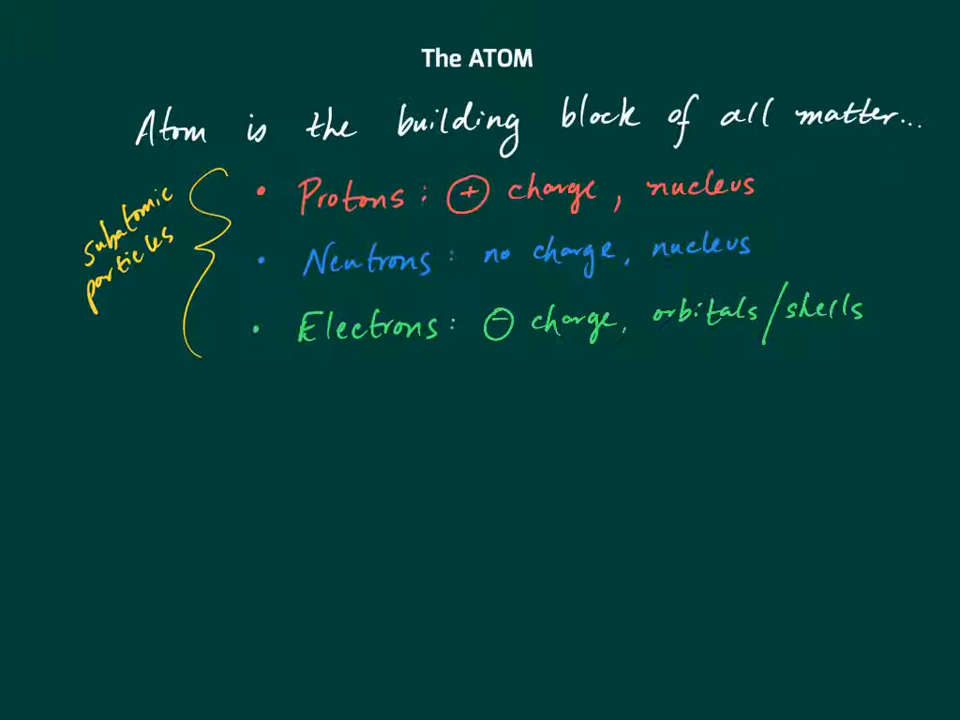 The ATOM
Atom is the building block of all matter...
• Protons: ⊕ charge, nucleus
Subatomic
particles
• Neutrons: no charge, nucleus
• Electrons: ⊖ charge, orbitals/shells